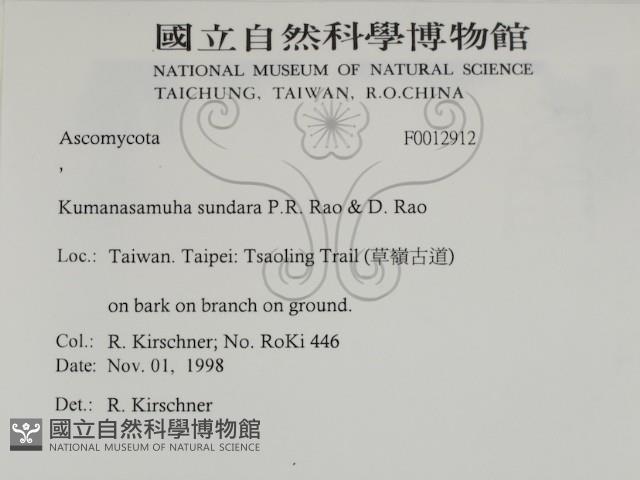 國立自然科學博物館
NATIONAL MUSEUM OF NATURAL SCIENCE
TAICHUNG, TAIWAN, R.O.CHINA
Ascomycota F0012912
,
Kumanasamuha sundara P.R. Rao & D. Rao
Loc.: Taiwan. Taipei: Tsaoling Trail (草嶺古道)
on bark on branch on ground.
Col.: R. Kirschner; No. RoKi 446
Date: Nov. 01, 1998
Det.: R. Kirschner
國立自然科學博物館
NATIONAL MUSEUM OF NATURAL SCIENCE